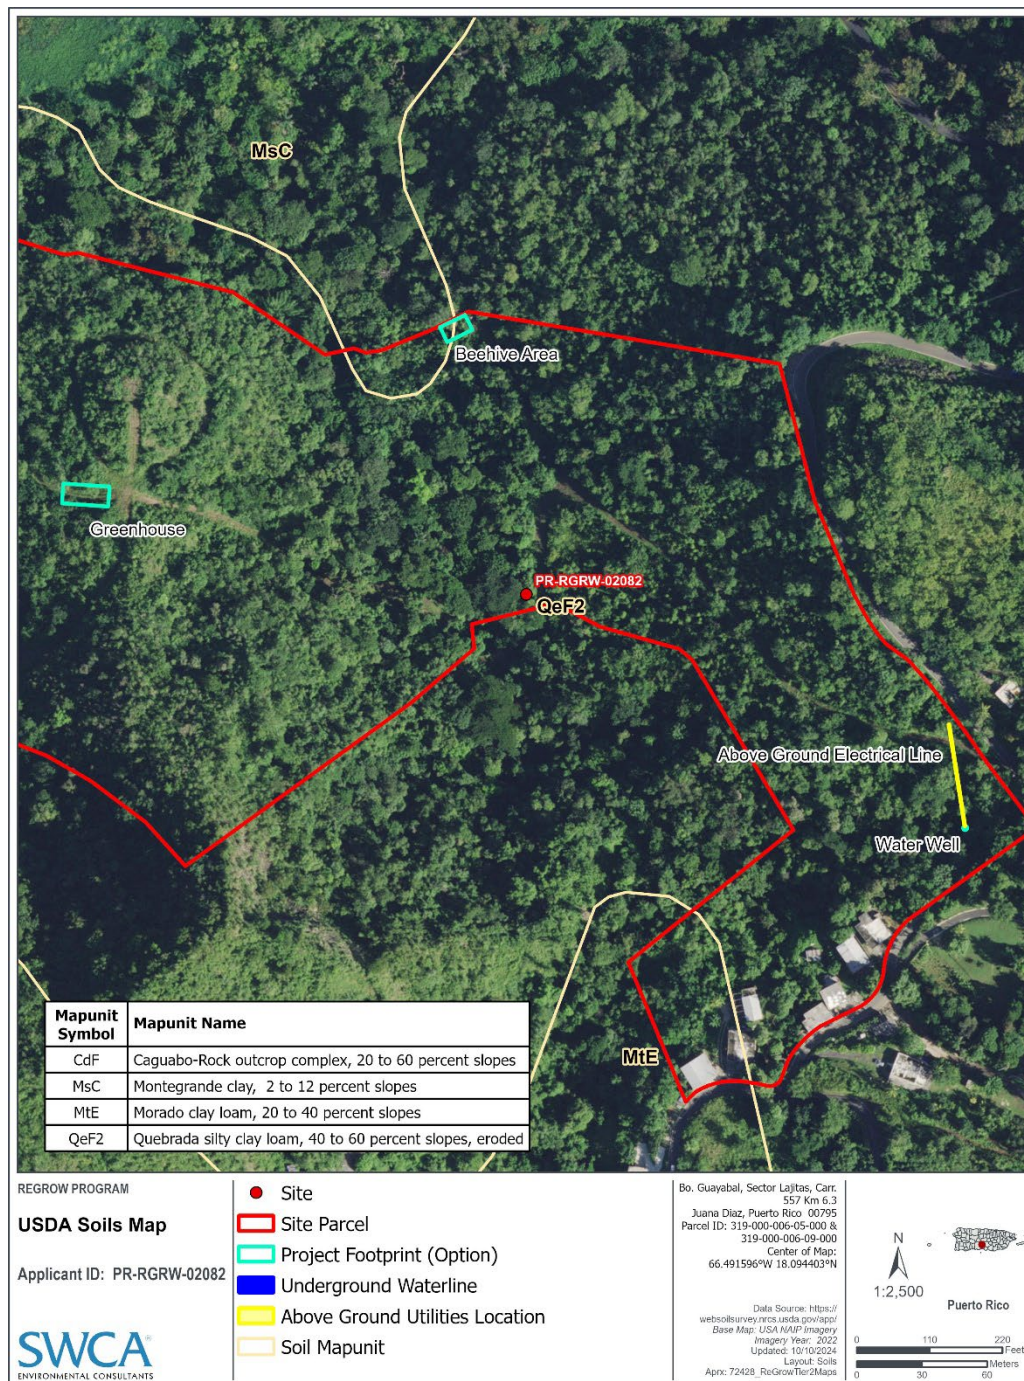 MsC
Beehive Area
Greenhouse
PR-RGRW-02082
QeF2
Above Ground Electrical Line
Water Well
MtE
Mapunit Symbol Mapunit Name
CdF Caguabo-Rock outcrop complex, 20 to 60 percent slopes
MsC Montegrande clay, 2 to 12 percent slopes
MtE Morado clay loam, 20 to 40 percent slopes
QeF2 Quebrada silty clay loam, 40 to 60 percent slopes, eroded
REGROW PROGRAM
USDA Soils Map
Applicant ID: PR-RGRW-02082
SWCA
ENVIRONMENTAL CONSULTANTS
Site
Site Parcel
Project Footprint (Option)
Underground Waterline
Above Ground Utilities Location
Soil Mapunit
Bo. Guayabal, Sector Lajitas, Carr.
557 Km 6.3
Juana Diaz, Puerto Rico 00795
Parcel ID: 319-000-006-05-000 &
319-000-006-09-000
Center of Map:
66.491596°W 18.094403°N
Data Source: https://
websoilsurvey.nrcs.usda.gov/app/
Base Map: USA NAIP Imagery
Imagery Year: 2022
Updated: 10/10/2024
Layout: Soils
Aprx: 72428_ReGrowTier2Maps
N
1:2,500
Puerto Rico
0 110 220
Feet
Meters
0 30 60